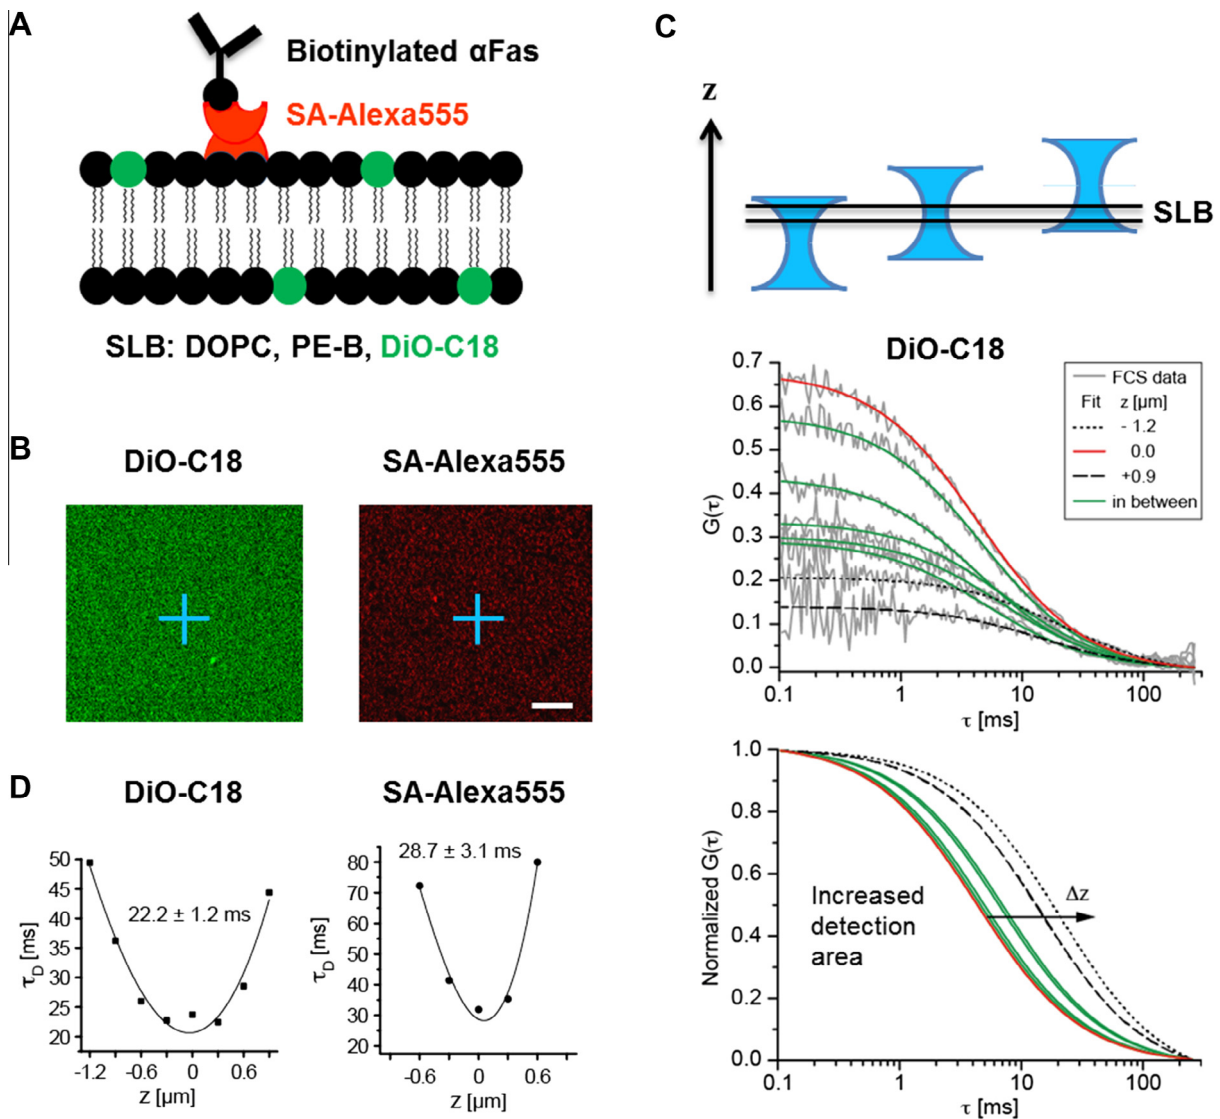 A
Biotinylated αFas
SA-Alexa555
SLB: DOPC, PE-B, DiO-C18
B
DiO-C18 SA-Alexa555
D
DiO-C18 SA-Alexa555
50
45
40
35
30
25
20
τD [ms]
22.2 ± 1.2 ms
-1.2 -0.6 0 0.6
z [µm]
80
70
60
50
40
30
20
τD [ms]
28.7 ± 3.1 ms
-0.6 0 0.6
z [µm]
C
z
SLB
DiO-C18
0.7
0.6
0.5
0.4
0.3
0.2
0.1
0.0
G(τ)
FCS data
Fit z [µm]
- 1.2
0.0
+0.9
in between
0.1 1 10 100
τ [ms]
1.0
0.8
0.6
0.4
0.2
0.0
Normalized G(τ)
Increased
detection
area
Δz
0.1 1 10 100
τ [ms]